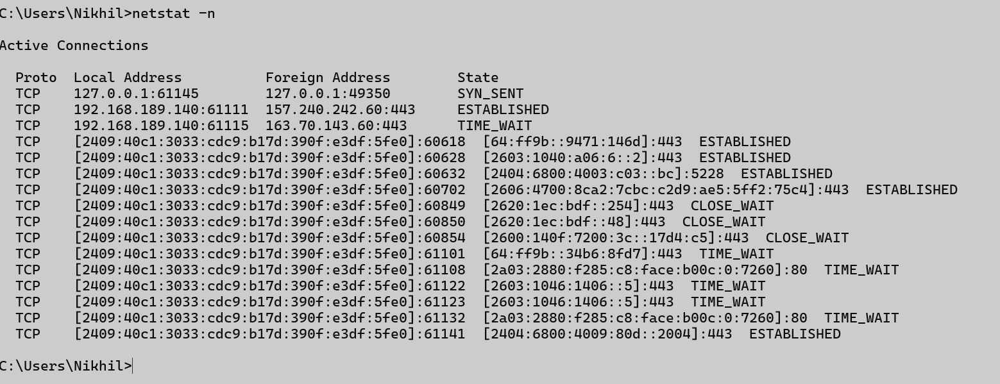 C:\Users\Nikhil>netstat -n
Active Connections
Proto  Local Address          Foreign Address        State
TCP    127.0.0.1:61145        127.0.0.1:49350        SYN_SENT
TCP    192.168.189.140:61111  157.240.242.60:443     ESTABLISHED
TCP    192.168.189.140:61115  163.70.143.60:443      TIME_WAIT
TCP    [2409:40c1:3033:cdc9:b17d:390f:e3df:5fe0]:60618  [64:ff9b::9471:146d]:443  ESTABLISHED
TCP    [2409:40c1:3033:cdc9:b17d:390f:e3df:5fe0]:60628  [2603:1040:a06:6::2]:443  ESTABLISHED
TCP    [2409:40c1:3033:cdc9:b17d:390f:e3df:5fe0]:60632  [2404:6800:4003:c03::bc]:5228  ESTABLISHED
TCP    [2409:40c1:3033:cdc9:b17d:390f:e3df:5fe0]:60702  [2606:4700:8ca2:7cbc:c2d9:ae5:5ff2:75c4]:443  ESTABLISHED
TCP    [2409:40c1:3033:cdc9:b17d:390f:e3df:5fe0]:60849  [2620:1ec:bdf::254]:443  CLOSE_WAIT
TCP    [2409:40c1:3033:cdc9:b17d:390f:e3df:5fe0]:60850  [2620:1ec:bdf::48]:443  CLOSE_WAIT
TCP    [2409:40c1:3033:cdc9:b17d:390f:e3df:5fe0]:60854  [2600:140f:7200:3c::17d4:c5]:443  CLOSE_WAIT
TCP    [2409:40c1:3033:cdc9:b17d:390f:e3df:5fe0]:61101  [64:ff9b::34b6:8fd7]:443  TIME_WAIT
TCP    [2409:40c1:3033:cdc9:b17d:390f:e3df:5fe0]:61108  [2a03:2880:f285:c8:face:b00c:0:7260]:80  TIME_WAIT
TCP    [2409:40c1:3033:cdc9:b17d:390f:e3df:5fe0]:61122  [2603:1046:1406::5]:443  TIME_WAIT
TCP    [2409:40c1:3033:cdc9:b17d:390f:e3df:5fe0]:61123  [2603:1046:1406::5]:443  TIME_WAIT
TCP    [2409:40c1:3033:cdc9:b17d:390f:e3df:5fe0]:61132  [2a03:2880:f285:c8:face:b00c:0:7260]:80  TIME_WAIT
TCP    [2409:40c1:3033:cdc9:b17d:390f:e3df:5fe0]:61141  [2404:6800:4009:80d::2004]:443  ESTABLISHED
C:\Users\Nikhil>